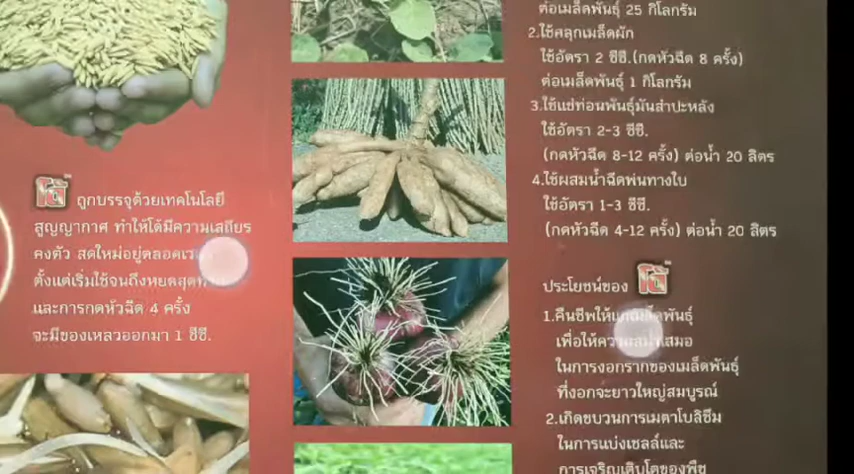 โอ้ ถูกบรรจุด้วยเทคโนโลยี
สูญญากาศ ทำให้โอ้มีความเสถียร
คงตัว สดใหม่อยู่ตลอดเวลา
ตั้งแต่เริ่มใช้จนถึงหยดสุด
และการกดหัวฉีด 4 ครั้ง
จะมีของเหลวออกมา 1 ซีซี.
ต่อเมล็ดพันธุ์ 25 กิโลกรัม
2.ใช้คลุกเมล็ดผัก
ใช้อัตรา 2 ซีซี.(กดหัวฉีด 8 ครั้ง)
ต่อเมล็ดพันธุ์ 1 กิโลกรัม
3.ใช้แช่ท่อนพันธุ์มันสำปะหลัง
ใช้อัตรา 2-3 ซีซี.
(กดหัวฉีด 8-12 ครั้ง) ต่อน้ำ 20 ลิตร
4.ใช้ผสมน้ำฉีดพ่นทางใบ
ใช้อัตรา 1-3 ซีซี.
(กดหัวฉีด 4-12 ครั้ง) ต่อน้ำ 20 ลิตร
ประโยชน์ของ โอ้
1.คืนชีพให้เมล็ดพันธุ์
เพื่อให้ความสม่ำเสมอ
ในการงอกรากของเมล็ดพันธุ์
ที่งอกจะยาวใหญ่สมบูรณ์
2.เกิดขบวนการเมตาโบลิซึม
ในการแบ่งเซลล์และ
การเจริญเติบโตของพืช